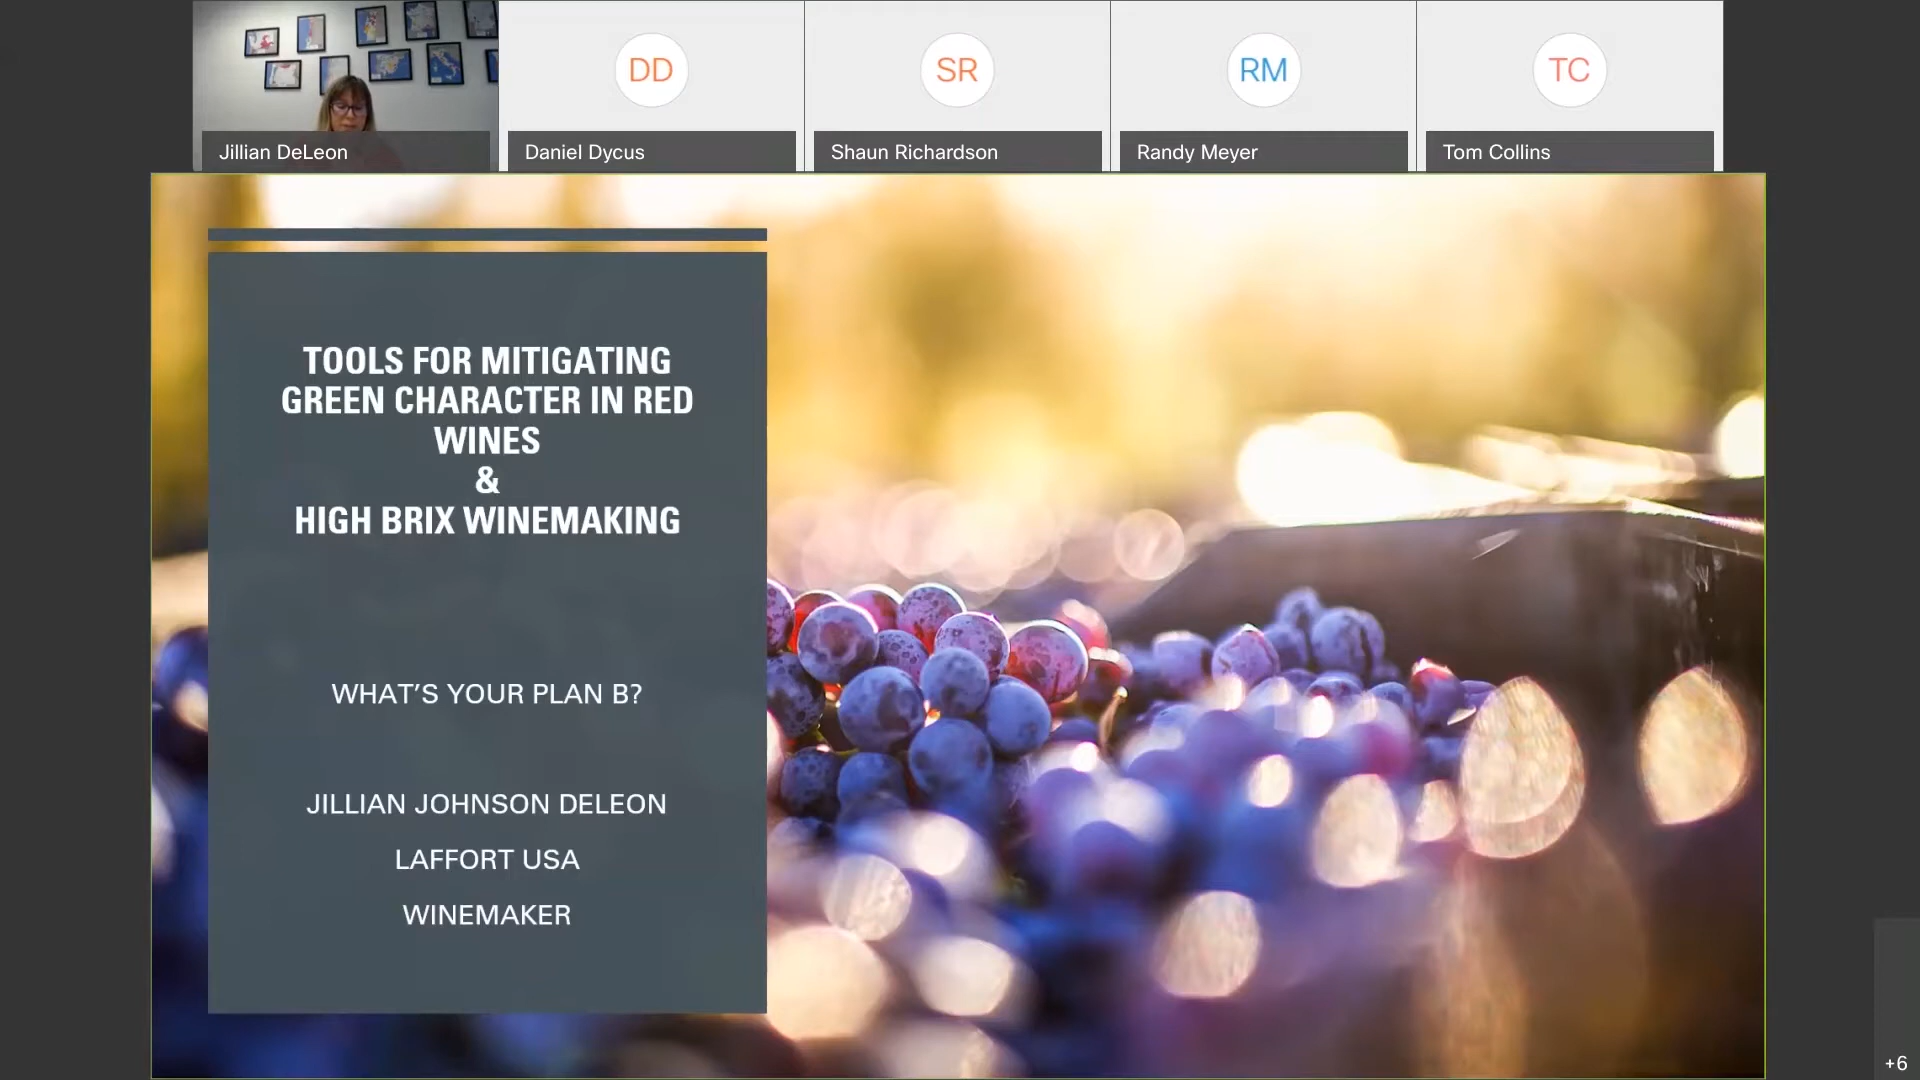 DD
SR
RM
TC
Jillian DeLeon
Daniel Dycus
Shaun Richardson
Randy Meyer
Tom Collins
TOOLS FOR MITIGATING
GREEN CHARACTER IN RED
WINES
&
HIGH BRIX WINEMAKING
WHAT’S YOUR PLAN B?
JILLIAN JOHNSON DELEON
LAFFORT USA
WINEMAKER
+6